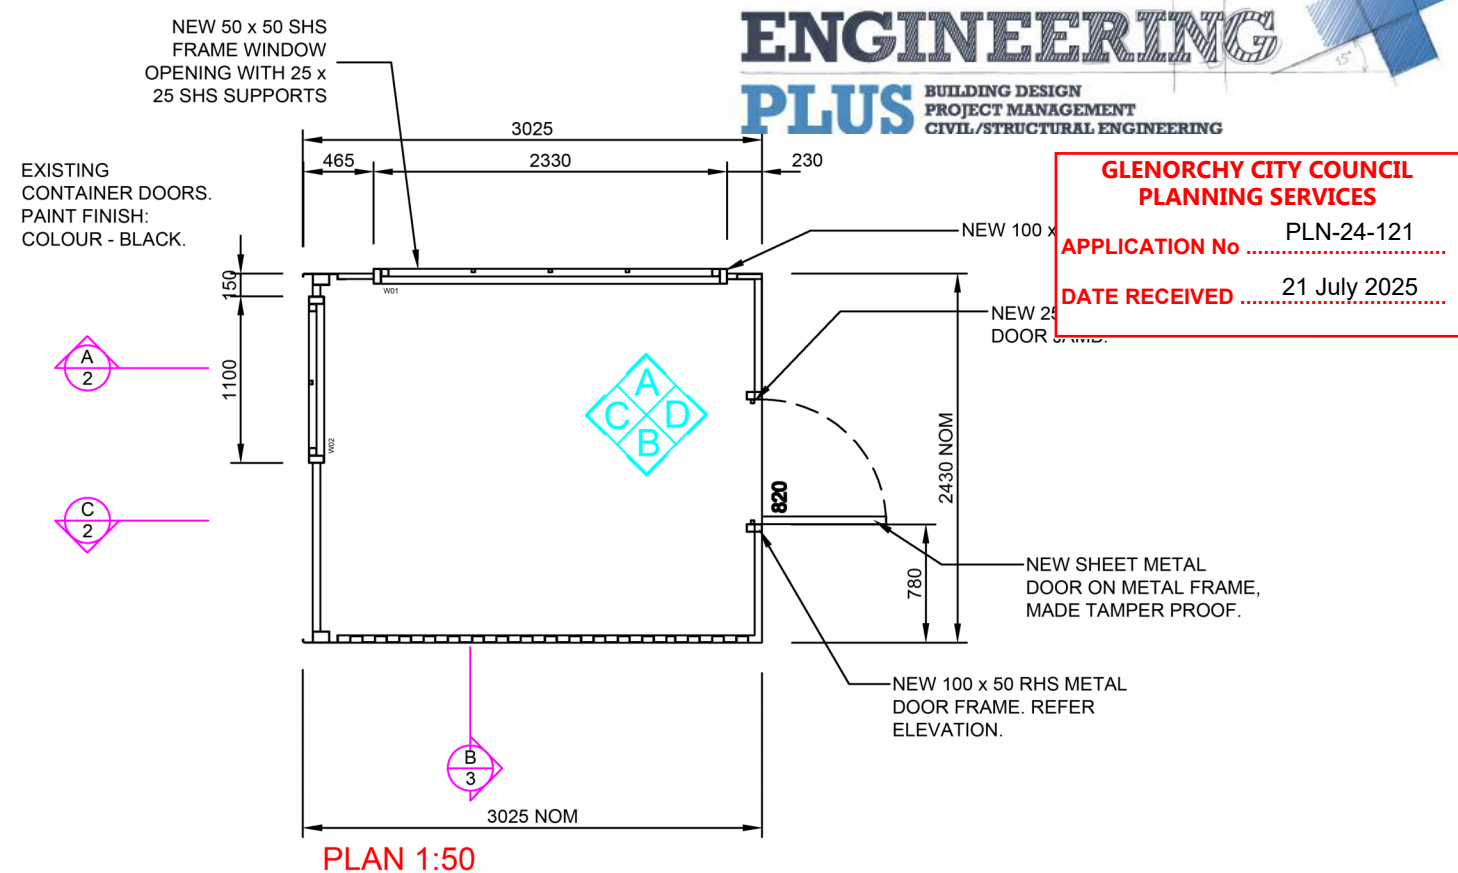 NEW 50 x 50 SHS
FRAME WINDOW
OPENING WITH 25 x
25 SHS SUPPORTS
ENGINEERING
PLUS
BUILDING DESIGN
PROJECT MANAGEMENT
CIVIL/STRUCTURAL ENGINEERING
15°
GLENORCHY CITY COUNCIL
PLANNING SERVICES
APPLICATION No PLN-24-121
DATE RECEIVED 21 July 2025
EXISTING
CONTAINER DOORS.
PAINT FINISH:
COLOUR - BLACK.
3025
465 2330 230
NEW 100 x
NEW 25
DOOR JAMB.
150
W01
1100
W02
A
2
C
2
A
C D
B
820
2430 NOM
780
NEW SHEET METAL
DOOR ON METAL FRAME,
MADE TAMPER PROOF.
NEW 100 x 50 RHS METAL
DOOR FRAME. REFER
ELEVATION.
B
3
3025 NOM
PLAN 1:50